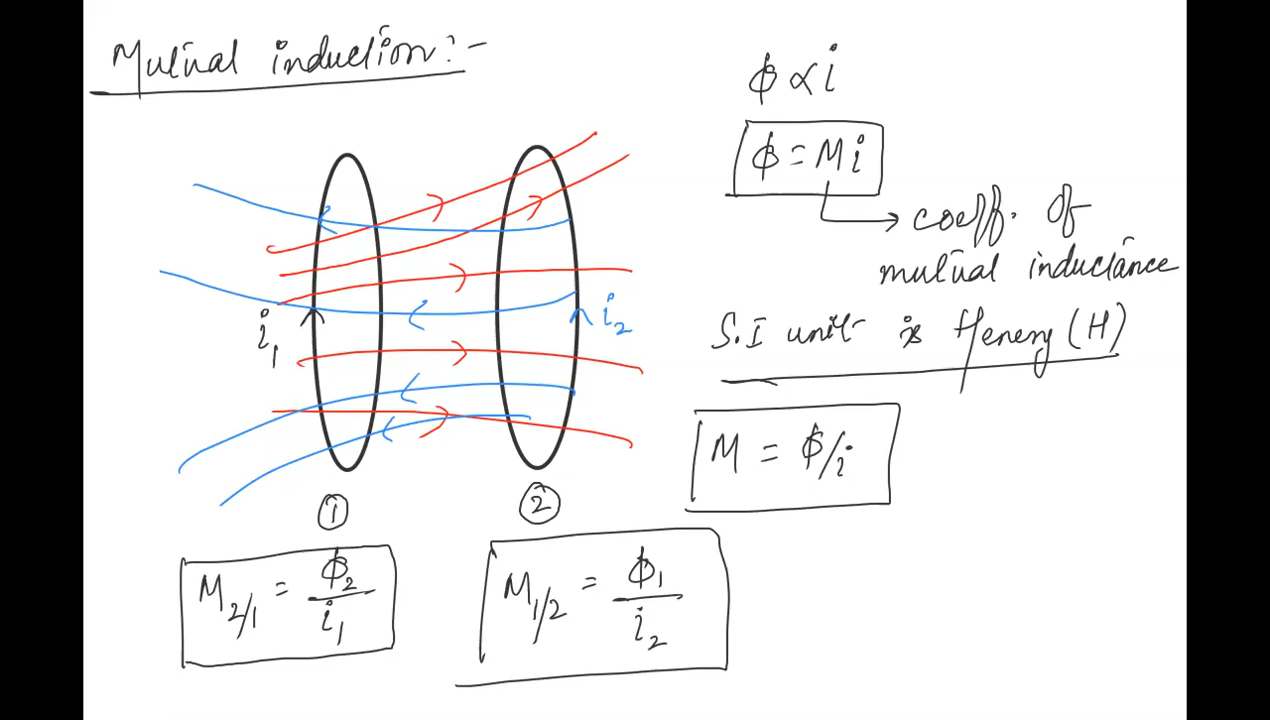 Mutual induction:-
ϕ ∝ i
ϕ = Mi
coeff. of
mutual inductance
i₁
i₂
S.I unit is Henery (H)
M = ϕ/i
① ②
M₂/₁ = ϕ₂/i₁
M₁/₂ = ϕ₁/i₂